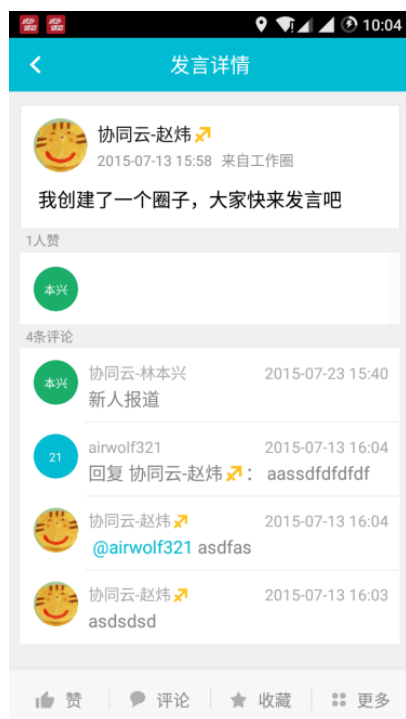 10:04
发言详情
协同云-赵炜♐
2015-07-13 15:58 来自工作圈
我创建了一个圈子，大家快来发言吧
1人赞
本兴
4条评论
本兴
协同云-林本兴 2015-07-23 15:40
新人报道
21
airwolf321 2015-07-13 16:04
回复 协同云-赵炜♐： aassdfdfdfdf
协同云-赵炜♐ 2015-07-13 16:04
@airwolf321 asdfas
协同云-赵炜♐ 2015-07-13 16:03
asdsdsd
赞 评论 收藏 更多